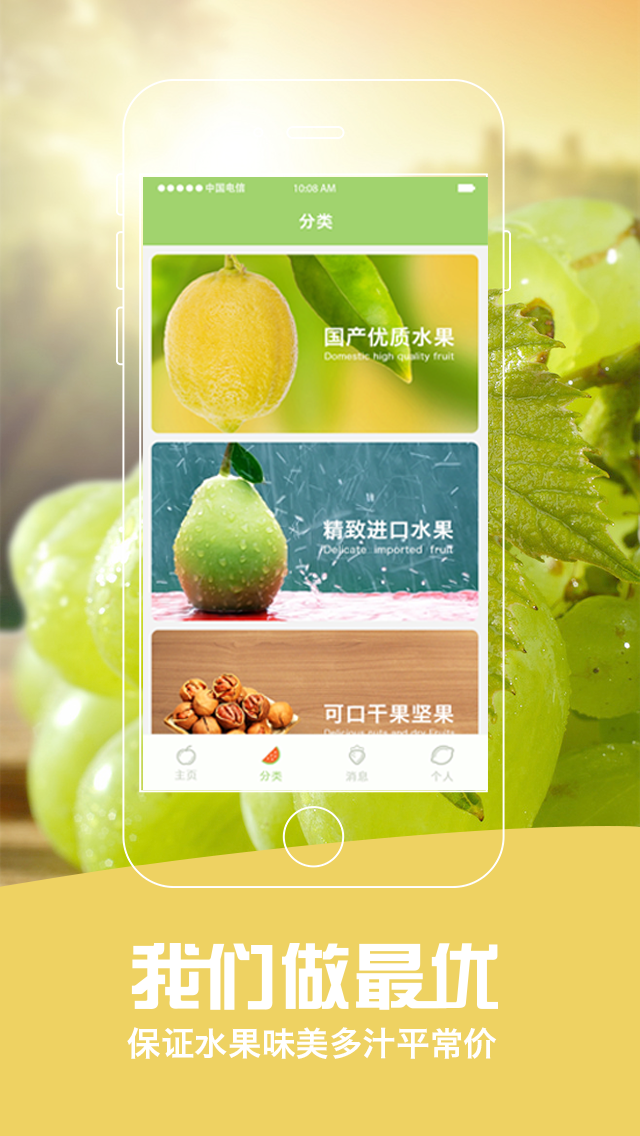 中国电信 10:08 AM
分类
国产优质水果
Domestic high quality fruit
精致进口水果
Delicate imported fruit
可口干果坚果
Delicious nuts and dry Fruits
主页 分类 消息 个人
我们做最优
保证水果味美多汁平常价